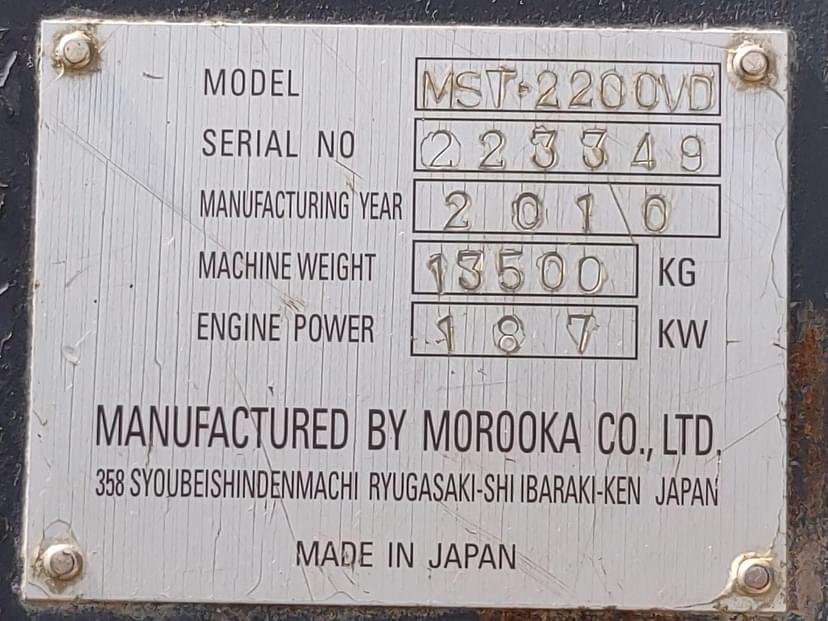 MODEL MST-2200VD
SERIAL NO 223349
MANUFACTURING YEAR 2010
MACHINE WEIGHT 13500 KG
ENGINE POWER 187 KW
MANUFACTURED BY MOROOKA CO., LTD.
358 SYOUBEISHINDENMACHI RYUGASAKI-SHI IBARAKI-KEN JAPAN
MADE IN JAPAN